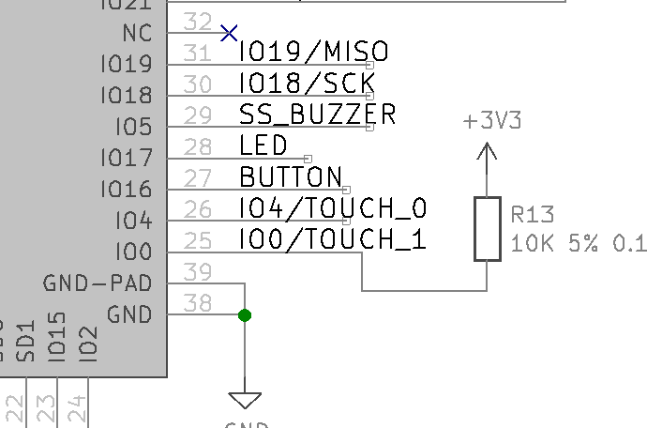 IO21
32
NC
31
IO19/MISO
IO19
30
IO18/SCK
IO18
29
SS_BUZZER
+3V3
IO5
28
LED
IO17
27
BUTTON
IO16
26
IO4/TOUCH_0
R13
IO4
25
IO0/TOUCH_1
10K 5% 0.1
IO0
39
GND-PAD
38
GND
SD1
IO15
IO2
22
23
24
GND